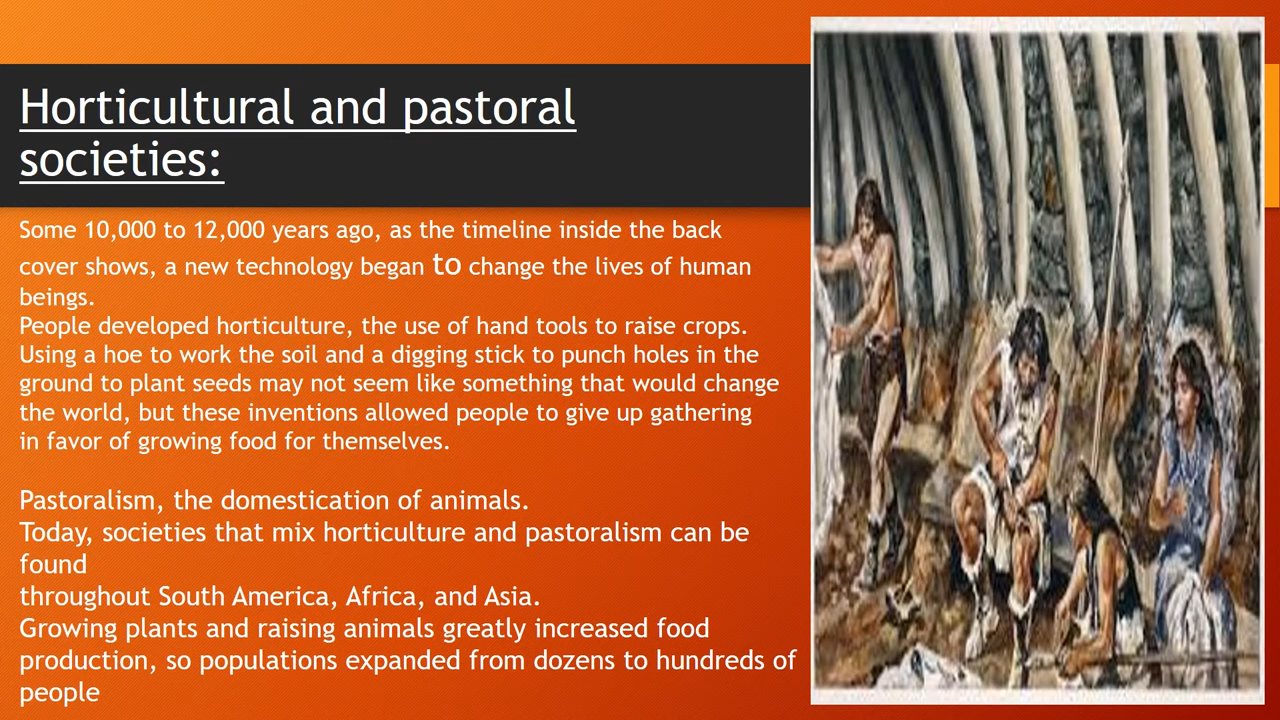 Horticultural and pastoral
societies:
Some 10,000 to 12,000 years ago, as the timeline inside the back
cover shows, a new technology began to change the lives of human
beings.
People developed horticulture, the use of hand tools to raise crops.
Using a hoe to work the soil and a digging stick to punch holes in the
ground to plant seeds may not seem like something that would change
the world, but these inventions allowed people to give up gathering
in favor of growing food for themselves.
Pastoralism, the domestication of animals.
Today, societies that mix horticulture and pastoralism can be
found
throughout South America, Africa, and Asia.
Growing plants and raising animals greatly increased food
production, so populations expanded from dozens to hundreds of
people